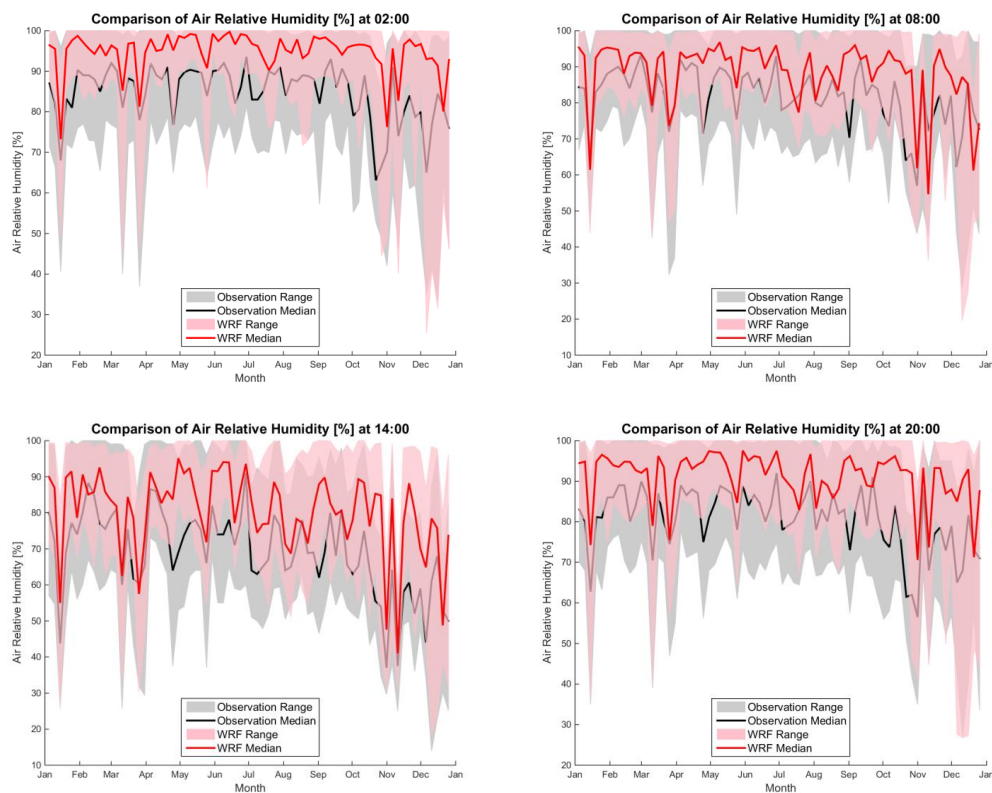 Comparison of Air Relative Humidity [%] at 02:00
100
90
80
70
60
50
40
30
20
Air Relative Humidity [%]
Observation Range
Observation Median
WRF Range
WRF Median
Jan Feb Mar Apr May Jun Jul Aug Sep Oct Nov Dec Jan
Month
Comparison of Air Relative Humidity [%] at 08:00
100
90
80
70
60
50
40
30
20
10
Air Relative Humidity [%]
Observation Range
Observation Median
WRF Range
WRF Median
Jan Feb Mar Apr May Jun Jul Aug Sep Oct Nov Dec Jan
Month
Comparison of Air Relative Humidity [%] at 14:00
100
90
80
70
60
50
40
30
20
10
Air Relative Humidity [%]
Observation Range
Observation Median
WRF Range
WRF Median
Jan Feb Mar Apr May Jun Jul Aug Sep Oct Nov Dec Jan
Month
Comparison of Air Relative Humidity [%] at 20:00
100
90
80
70
60
50
40
30
20
Air Relative Humidity [%]
Observation Range
Observation Median
WRF Range
WRF Median
Jan Feb Mar Apr May Jun Jul Aug Sep Oct Nov Dec Jan
Month